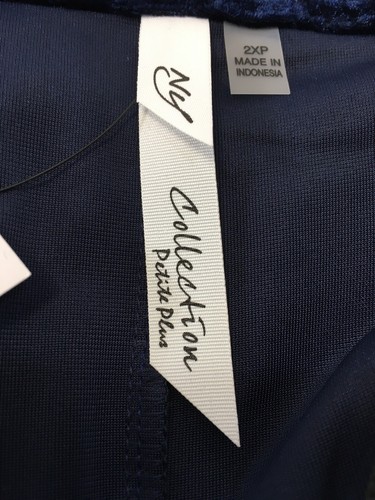 2XP
MADE IN
INDONESIA
Ny
Collection
Petite Plus